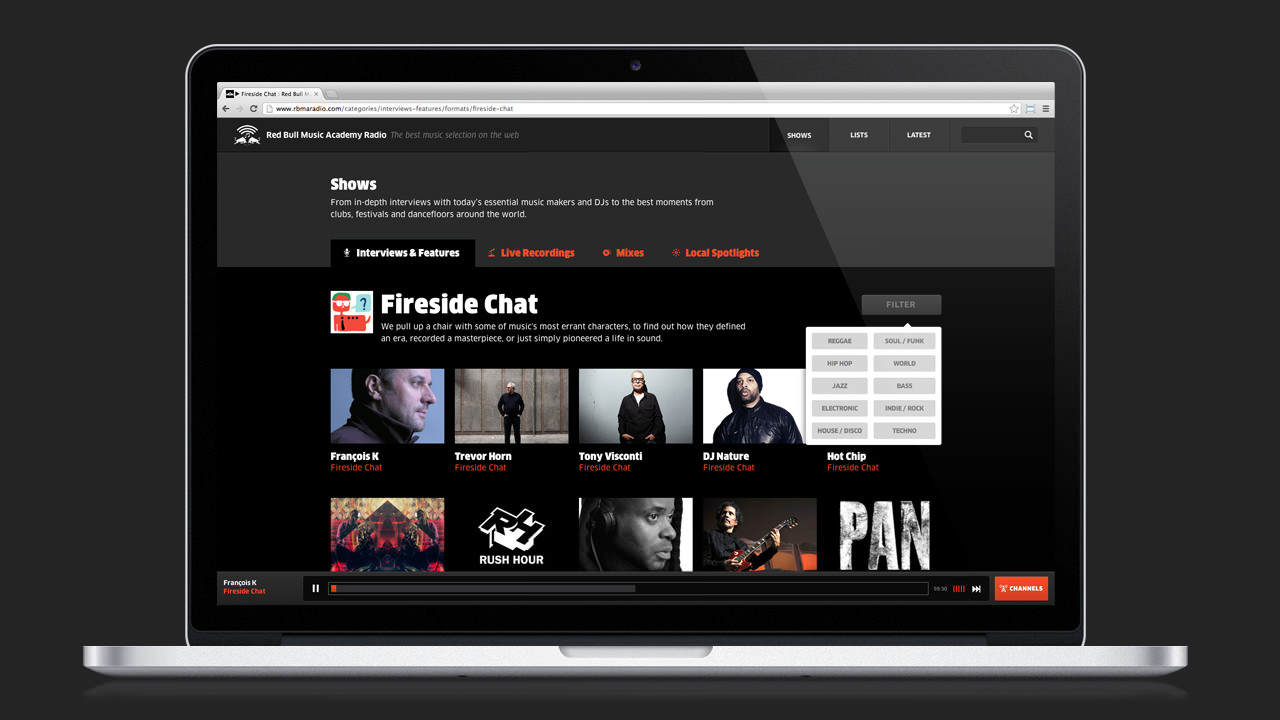 Fireside Chat : Red Bull M
www.rbmaradio.com/categories/interviews-features/formats/fireside-chat
Red Bull Music Academy Radio The best music selection on the web
SHOWS LISTS LATEST
Shows
From in-depth interviews with today's essential music makers and DJs to the best moments from
clubs, festivals and dancefloors around the world.
Interviews & Features Live Recordings Mixes Local Spotlights
?
Fireside Chat
We pull up a chair with some of music's most errant characters, to find out how they defined
an era, recorded a masterpiece, or just simply pioneered a life in sound.
FILTER
REGGAE SOUL / FUNK
HIP HOP WORLD
JAZZ BASS
ELECTRONIC INDIE / ROCK
HOUSE / DISCO TECHNO
François K Trevor Horn Tony Visconti DJ Nature Hot Chip
Fireside Chat Fireside Chat Fireside Chat Fireside Chat Fireside Chat
RH
RUSH HOUR
PAN
François K
Fireside Chat
CHANNELS